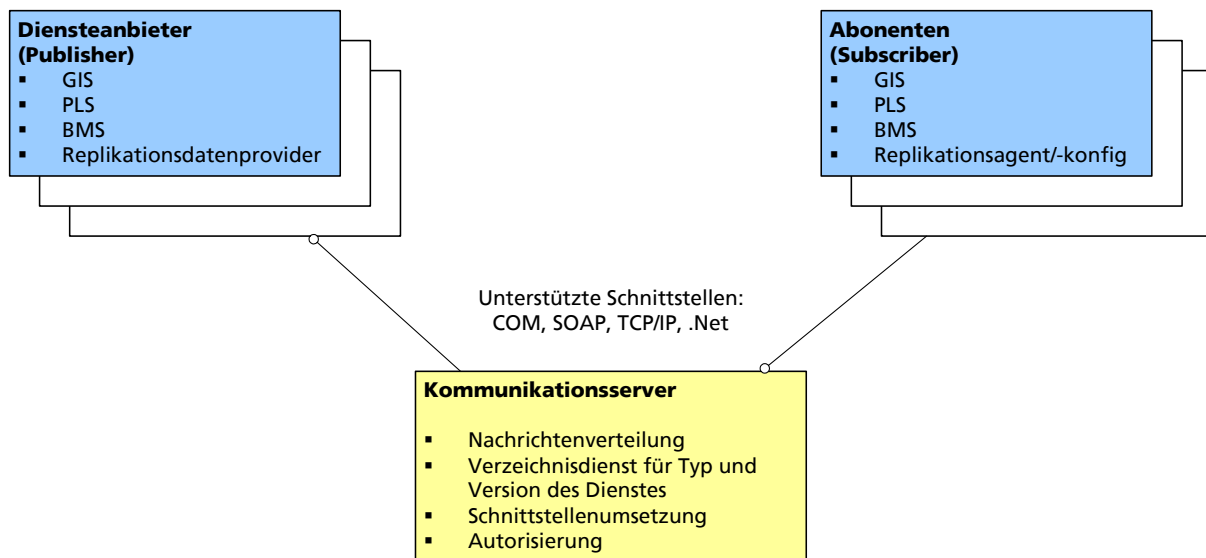 Diensteanbieter
(Publisher)
▪ GIS
▪ PLS
▪ BMS
▪ Replikationsdatenprovider
Abonenten
(Subscriber)
▪ GIS
▪ PLS
▪ BMS
▪ Replikationsagent/-konfig
Unterstützte Schnittstellen:
COM, SOAP, TCP/IP, .Net
Kommunikationsserver
▪ Nachrichtenverteilung
▪ Verzeichnisdienst für Typ und
Version des Dienstes
▪ Schnittstellenumsetzung
▪ Autorisierung